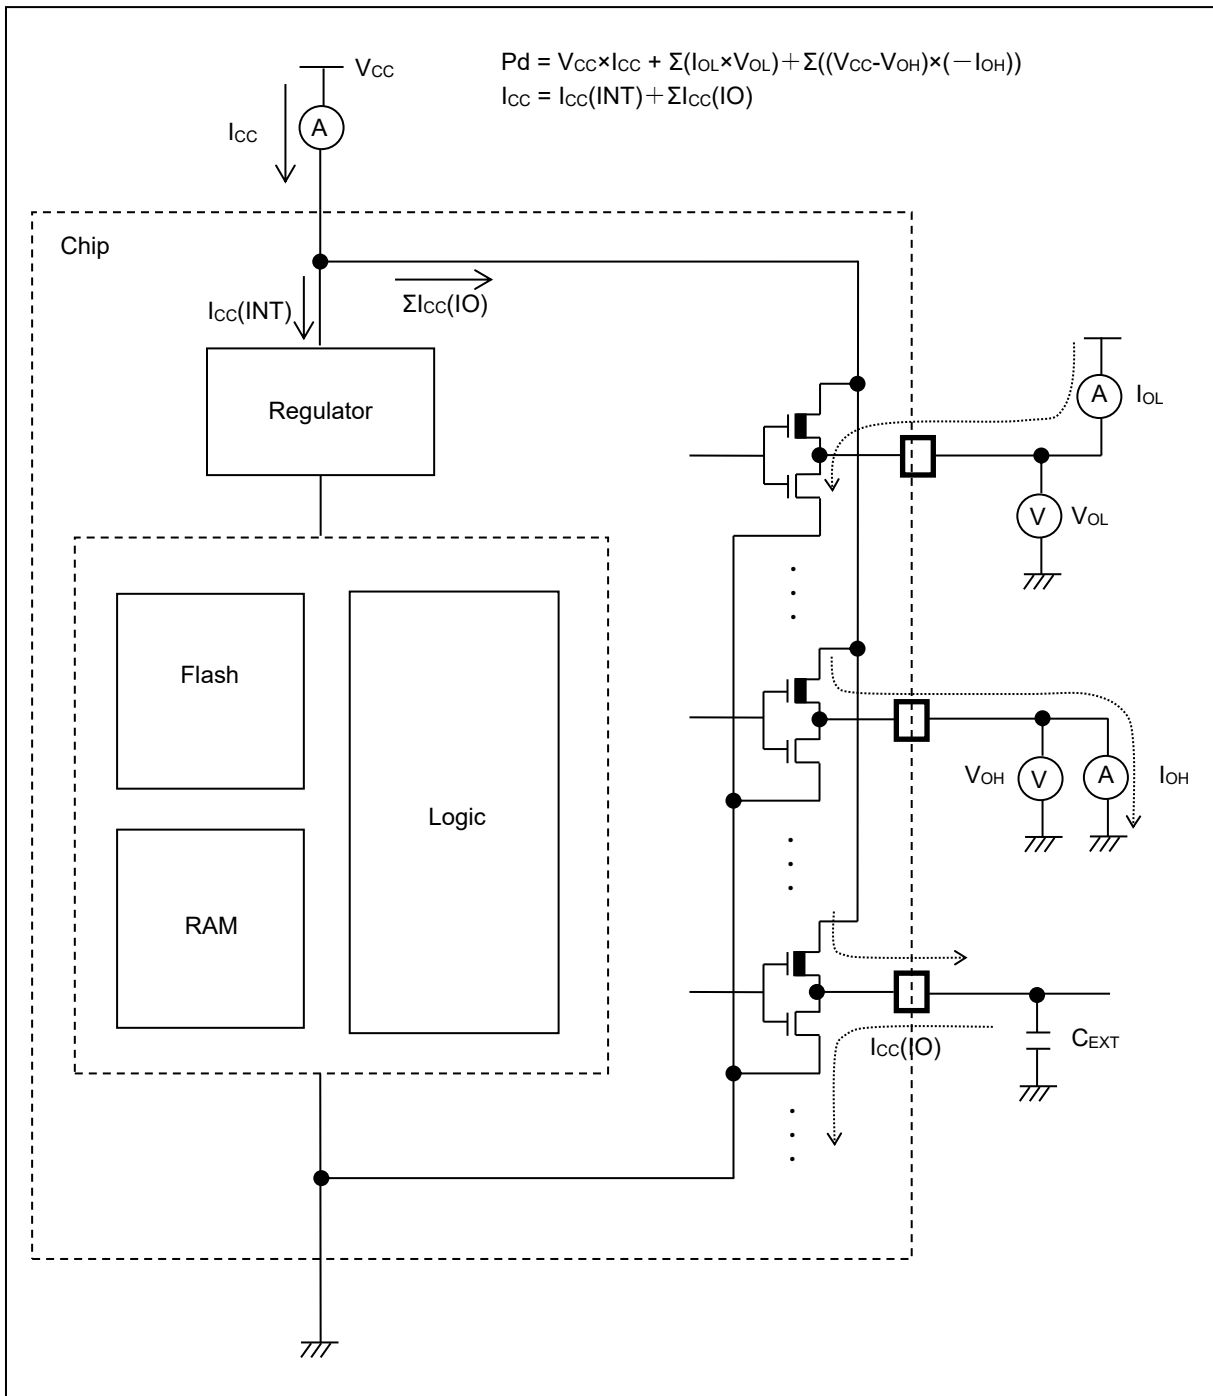 Pd = VCC×ICC + Σ(IOL×VOL)＋Σ((VCC-VOH)×(－IOH))
ICC = ICC(INT)＋ΣICC(IO)
VCC
ICC
A
Chip
ICC(INT)
ΣICC(IO)
Regulator
A
IOL
V
VOL
Flash
Logic
RAM
VOH
V
A
IOH
ICC(IO)
CEXT